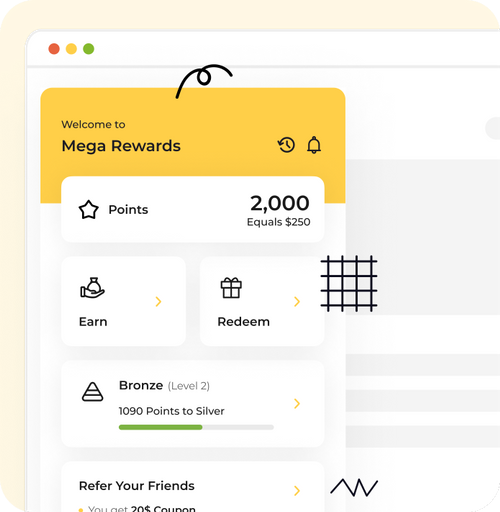 Welcome to
Mega Rewards
Points
2,000
Equals $250
Earn
Redeem
Bronze (Level 2)
1090 Points to Silver
Refer Your Friends
You get 20$ Coupon